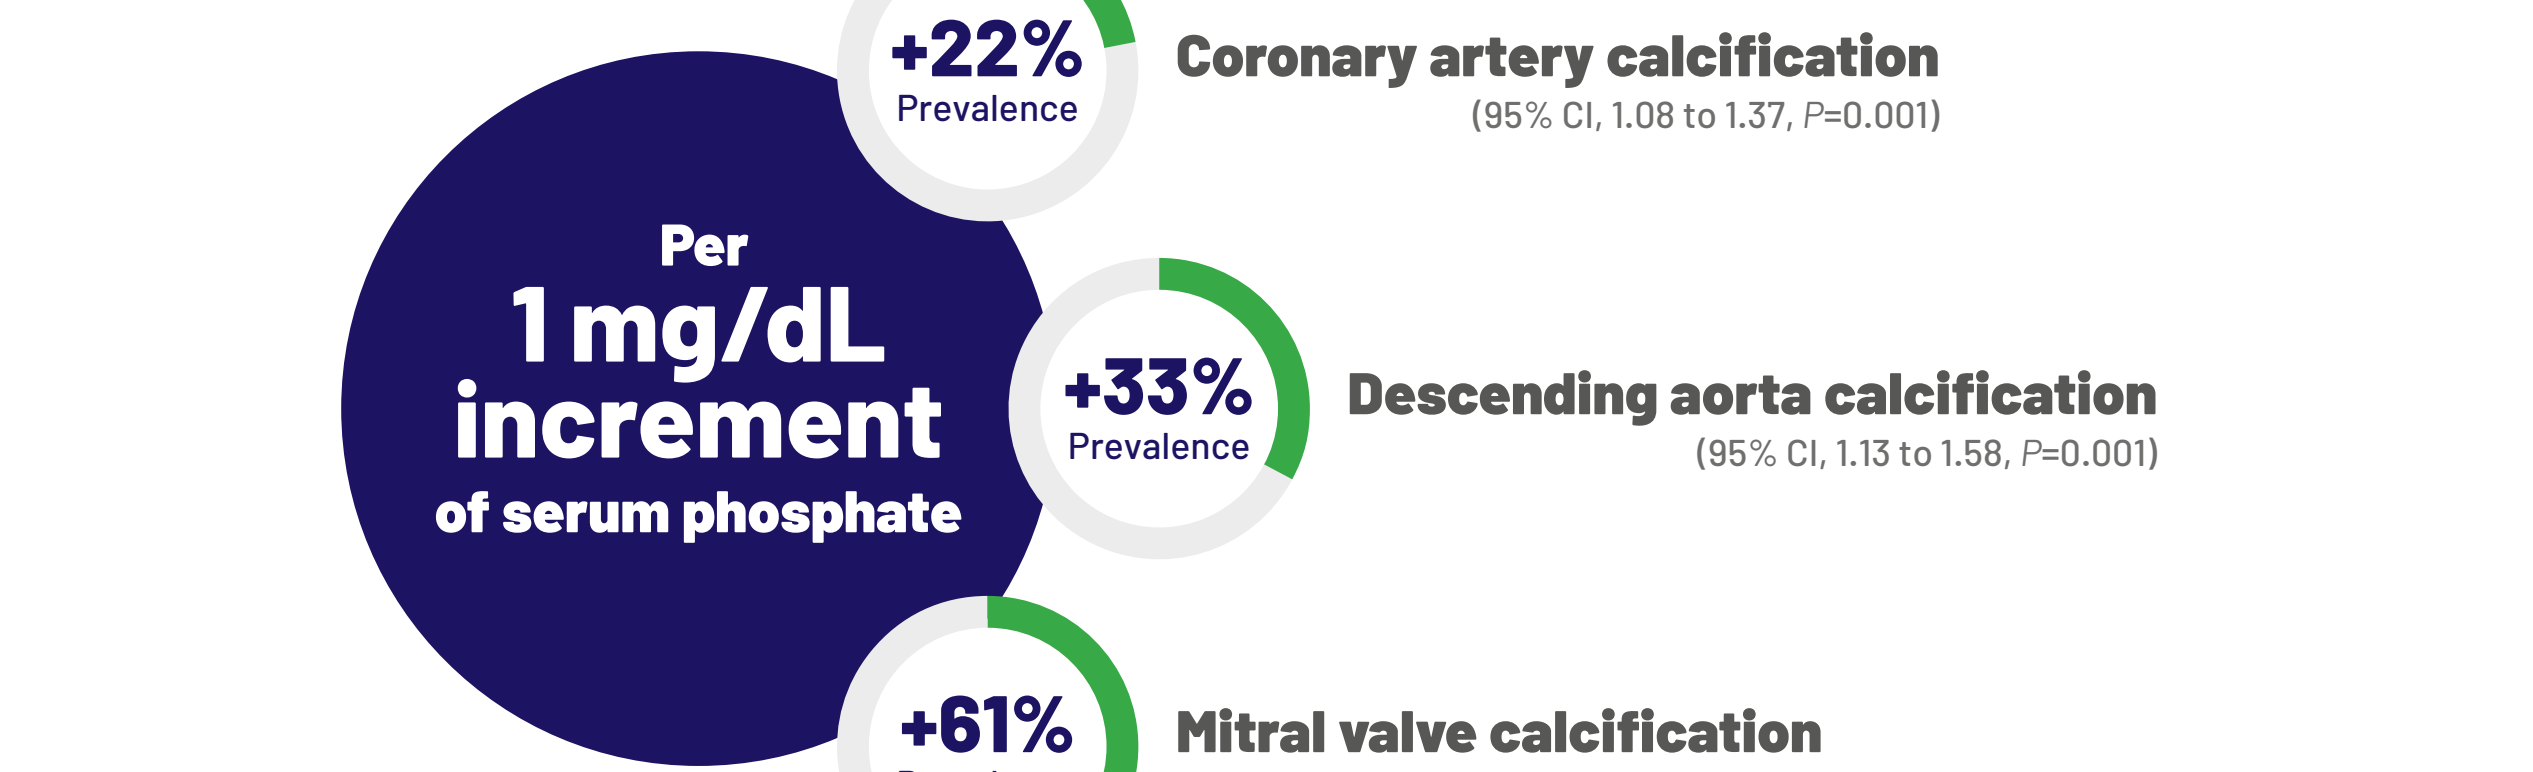 Per
1 mg/dL
increment
of serum phosphate
+22%
Prevalence
Coronary artery calcification
(95% CI, 1.08 to 1.37, P=0.001)
+33%
Prevalence
Descending aorta calcification
(95% CI, 1.13 to 1.58, P=0.001)
+61%
Mitral valve calcification